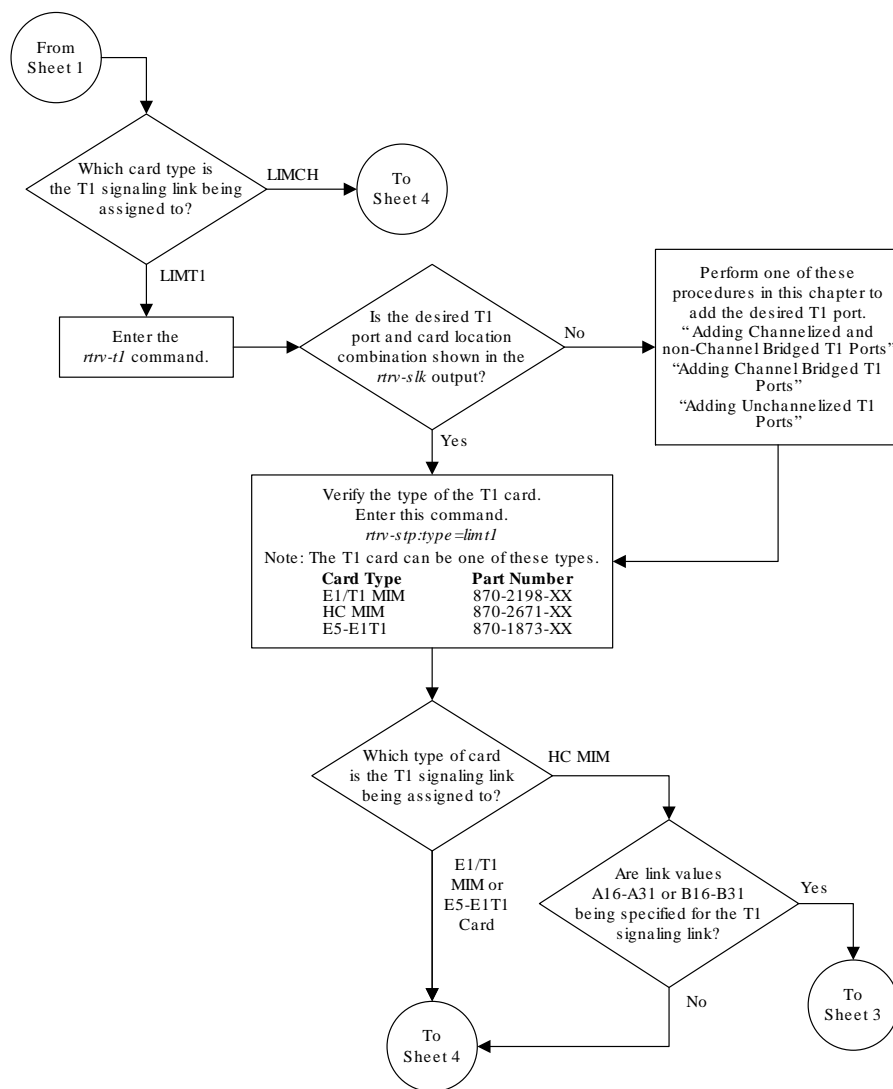 From
Sheet 1
Which card type is
the T1 signaling link being
assigned to?
LIMCH
To
Sheet 4
LIMT1
Enter the
rtrv-t1 command.
Is the desired T1
port and card location
combination shown in the
rtrv-slk output?
No
Perform one of these
procedures in this chapter to
add the desired T1 port.
“Adding Channelized and
non-Channel Bridged T1 Ports”
“Adding Channel Bridged T1
Ports”
“Adding Unchannelized T1
Ports”
Yes
Verify the type of the T1 card.
Enter this command.
rtrv-stp:type=limt1
Note: The T1 card can be one of these types.
Card Type Part Number
E1/T1 MIM 870-2198-XX
HC MIM 870-2671-XX
E5-E1T1 870-1873-XX
Which type of card
is the T1 signaling link
being assigned to?
HC MIM
E1/T1
MIM or
E5-E1T1
Card
Are link values
A16-A31 or B16-B31
being specified for the T1
signaling link?
Yes
No
To
Sheet 3
To
Sheet 4